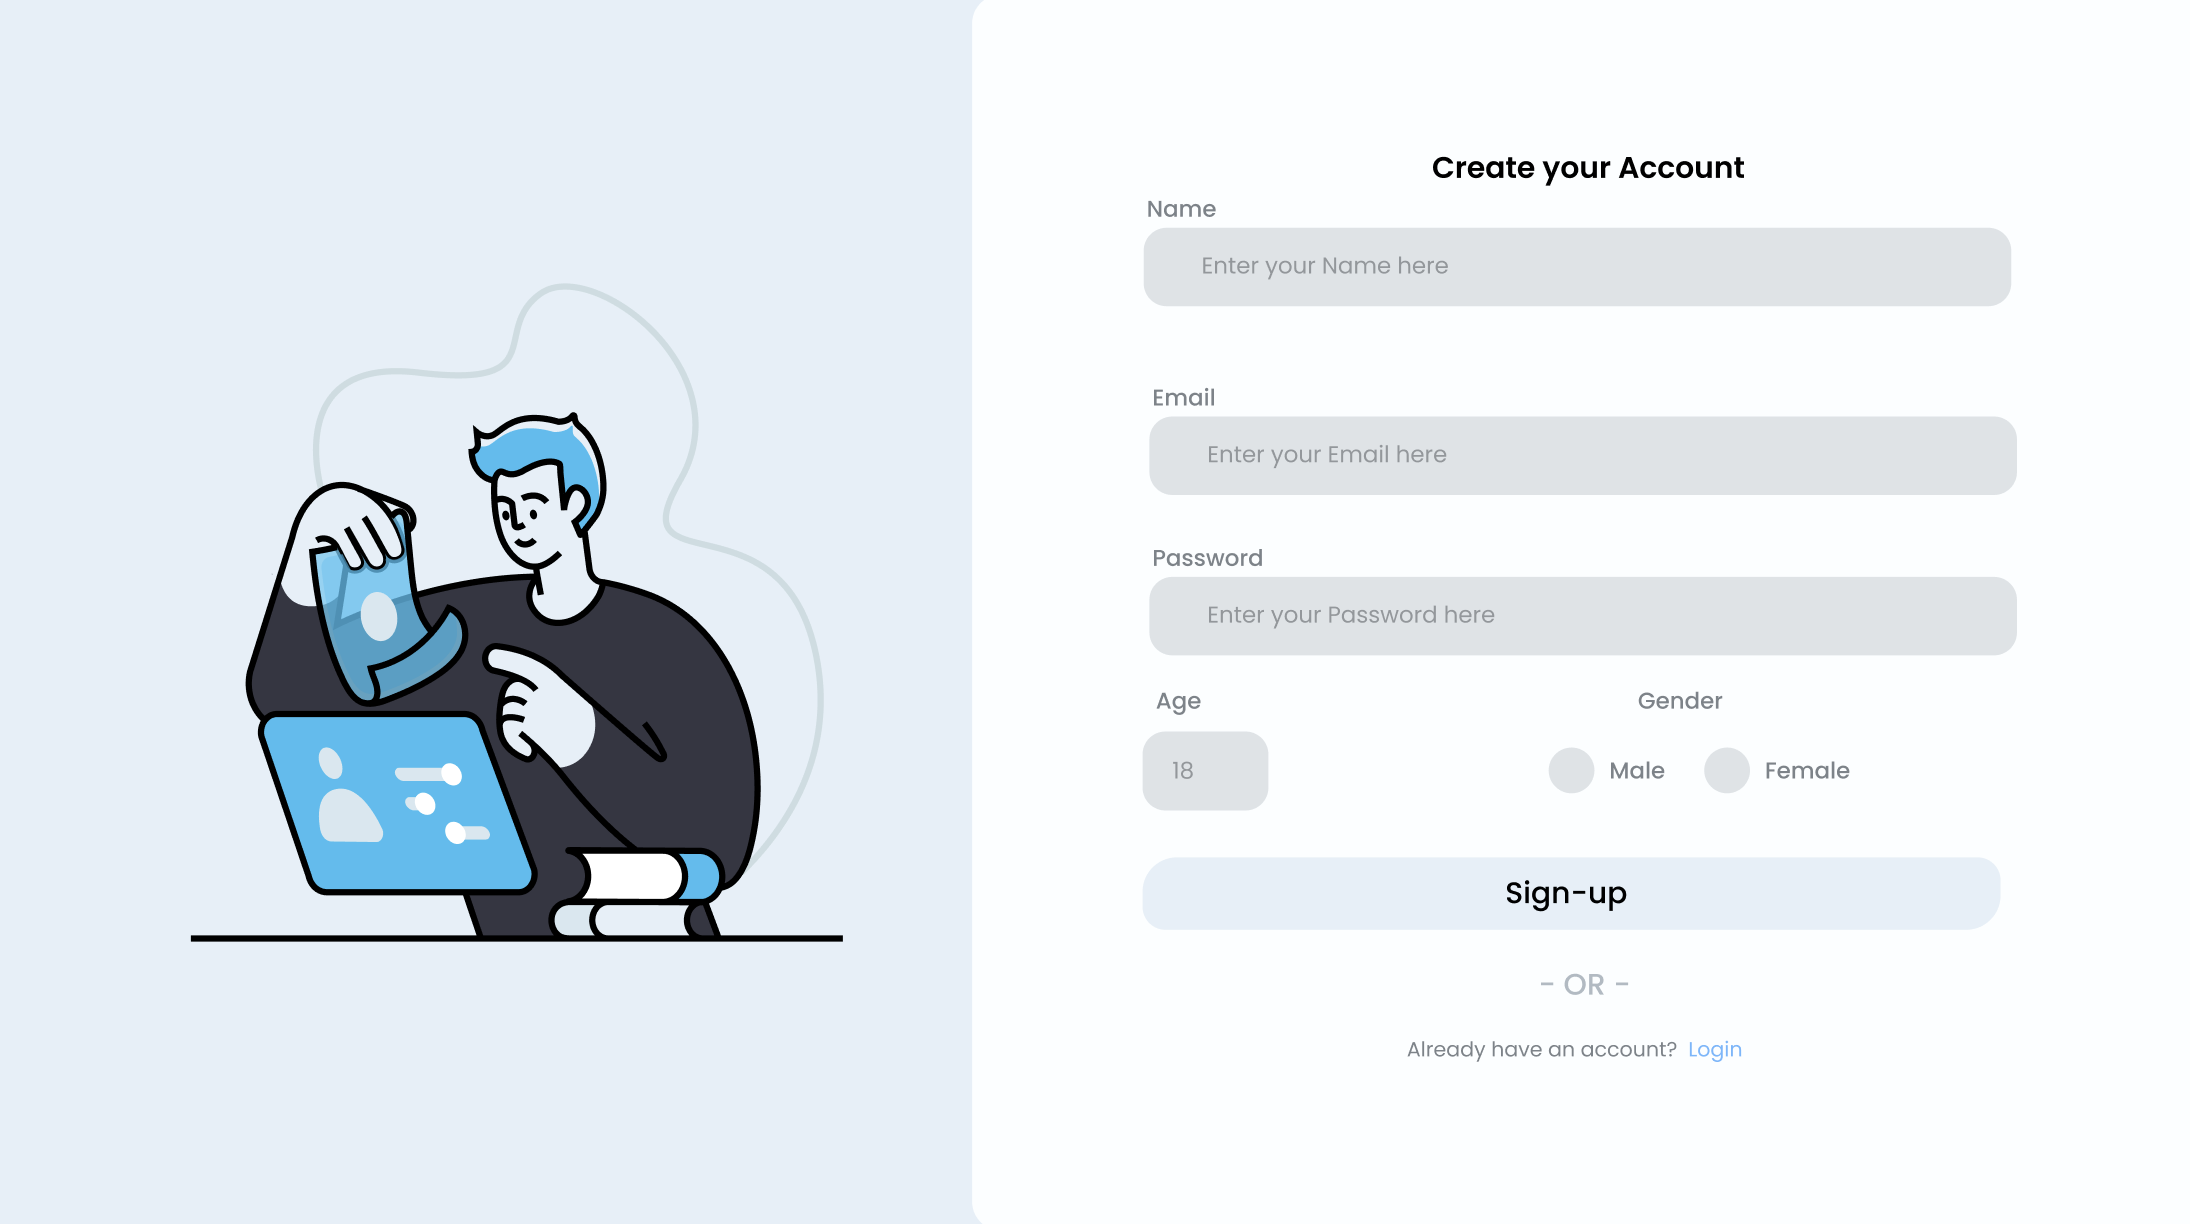 Create your Account
Name
Enter your Name here
Email
Enter your Email here
Password
Enter your Password here
Age Gender
18 Male Female
Sign-up
- OR -
Already have an account? Login